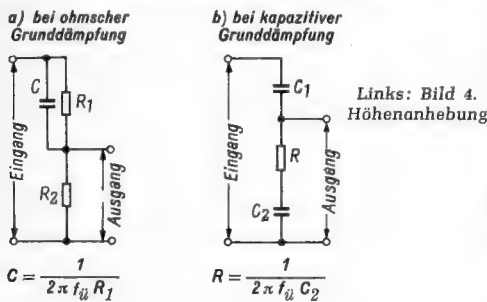 a) bei ohmscher
Grunddämpfung
C
R1
Eingang
R2
Ausgang
C = 1 / 2π fü R1
b) bei kapazitiver
Grunddämpfung
C1
Eingang
R
C2
Ausgang
R = 1 / 2π fü C2
Links: Bild 4.
Höhenanhebung